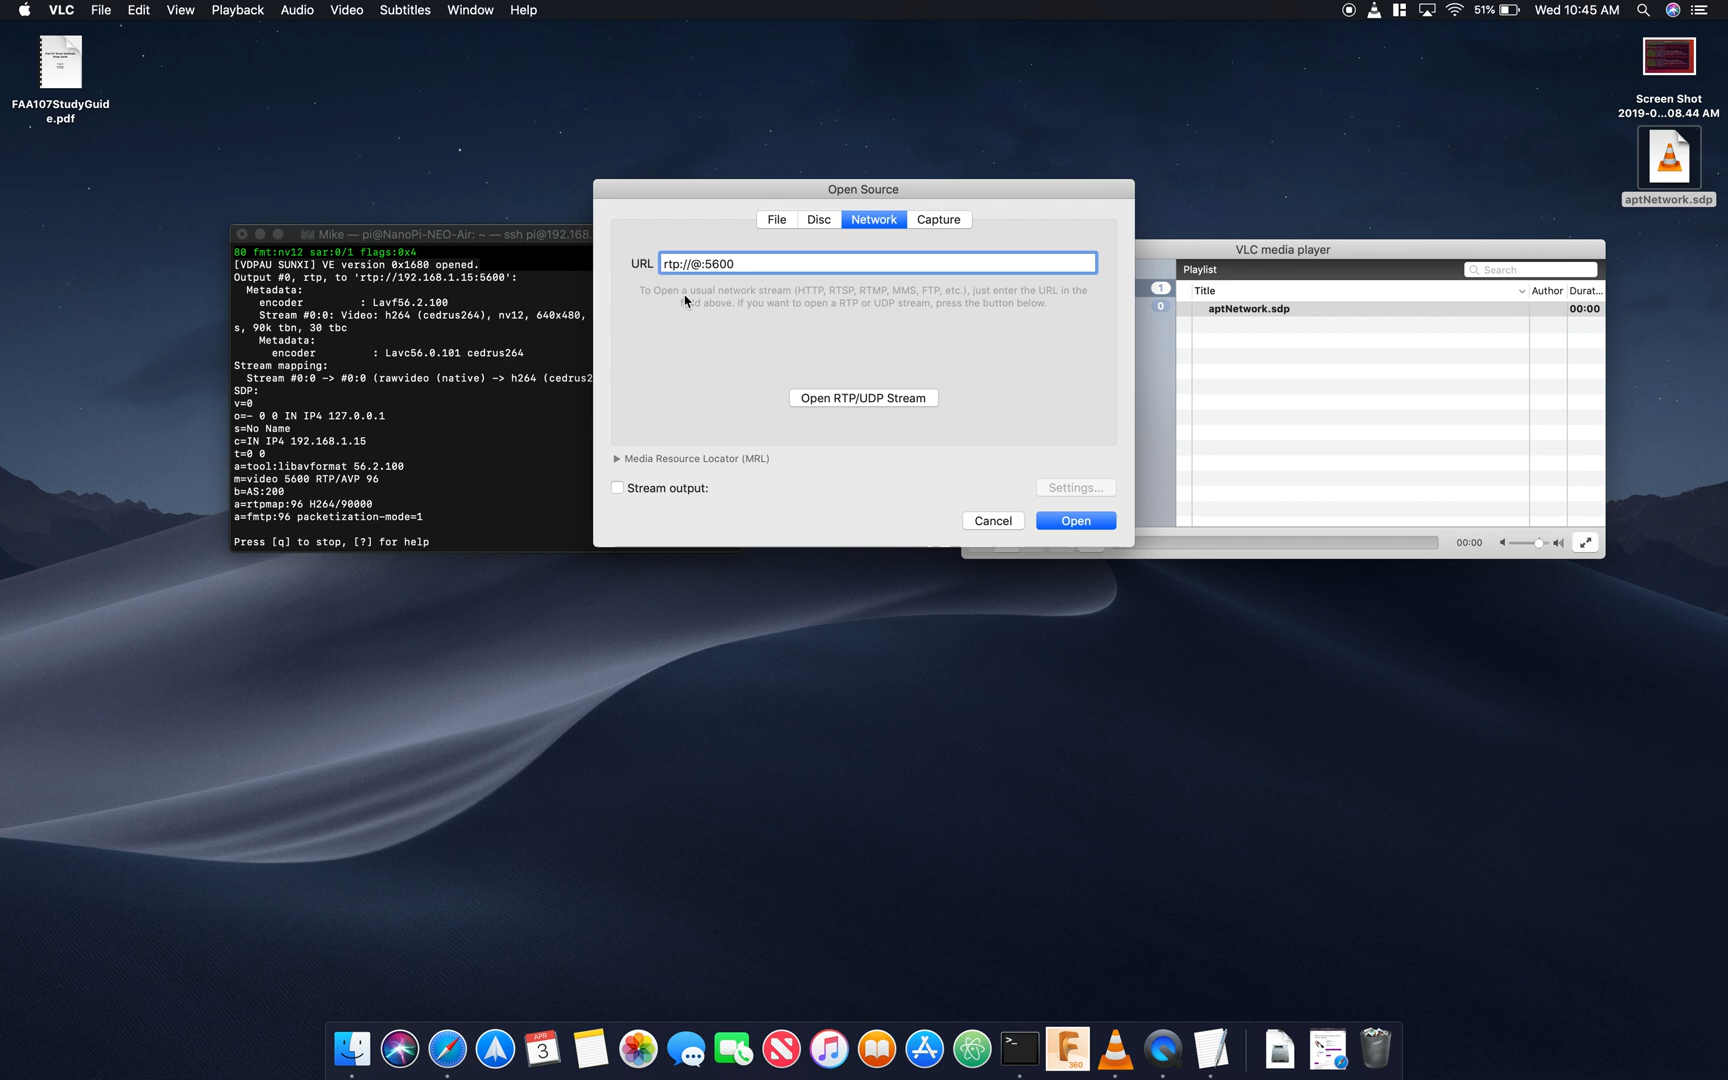 VLC File Edit View Playback Audio Video Subtitles Window Help
51% Wed 10:45 AM
FAA107StudyGuid
e.pdf
Screen Shot
2019-0...08.44 AM
aptNetwork.sdp
Mike — pi@NanoPi-NEO-Air: ~ — ssh pi@192.168.
80 fmt:nv12 sar:0/1 flags:0x4
[VDPAU SUNXI] VE version 0x1680 opened.
Output #0, rtp, to 'rtp://192.168.1.15:5600':
Metadata:
encoder : Lavf56.2.100
Stream #0:0: Video: h264 (cedrus264), nv12, 640x480,
s, 90k tbn, 30 tbc
Metadata:
encoder : Lavc56.0.101 cedrus264
Stream mapping:
Stream #0:0 -> #0:0 (rawvideo (native) -> h264 (cedrus2
SDP:
v=0
o=- 0 0 IN IP4 127.0.0.1
s=No Name
c=IN IP4 192.168.1.15
t=0 0
a=tool:libavformat 56.2.100
m=video 5600 RTP/AVP 96
b=AS:200
a=rtpmap:96 H264/90000
a=fmtp:96 packetization-mode=1
Press [q] to stop, [?] for help
Open Source
File Disc Network Capture
URL rtp://@:5600
To Open a usual network stream (HTTP, RTSP, RTMP, MMS, FTP, etc.), just enter the URL in the
above. If you want to open a RTP or UDP stream, press the button below.
Open RTP/UDP Stream
Media Resource Locator (MRL)
Stream output:
Settings...
Cancel Open
VLC media player
Playlist
Search
1
0
Title Author Durat...
aptNetwork.sdp 00:00
00:00
APR
3
>_
F
360